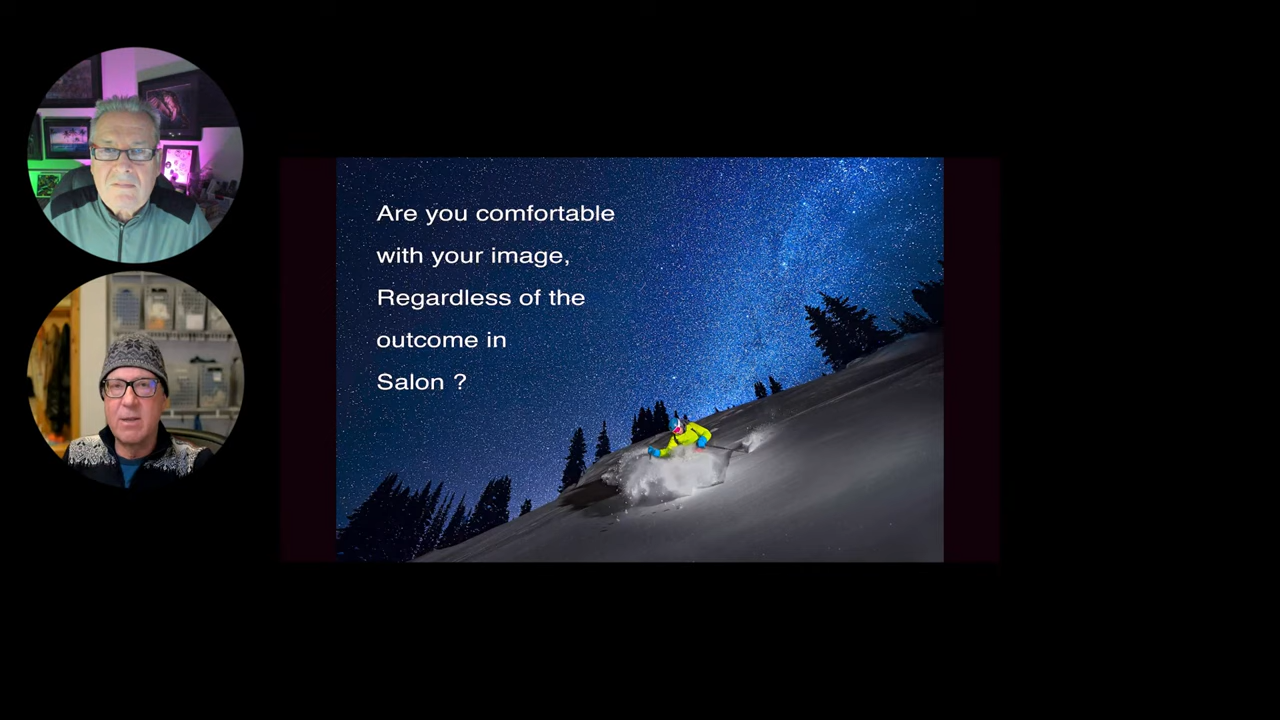 Are you comfortable
with your image,
Regardless of the
outcome in
Salon ?